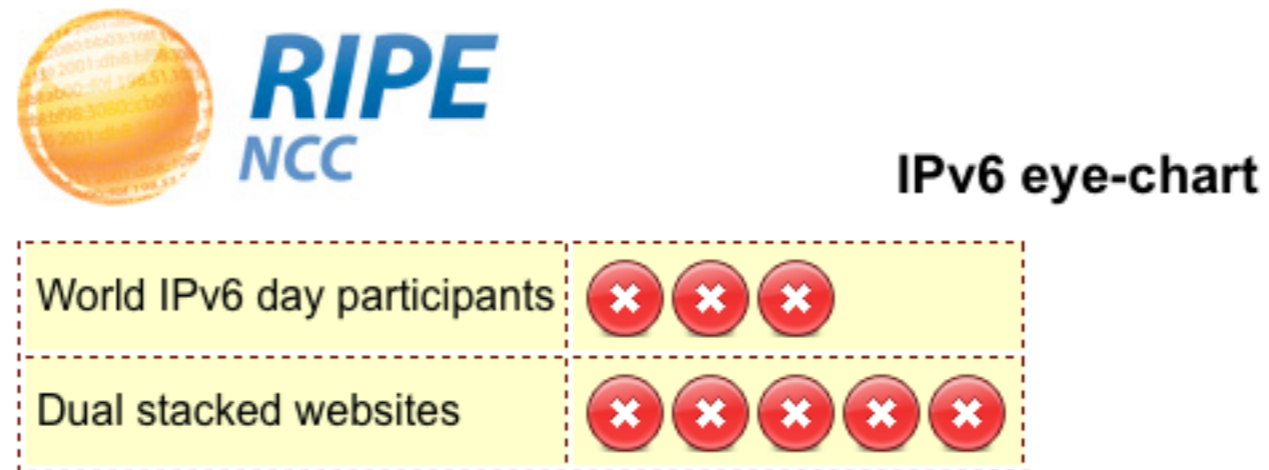 RIPE
NCC
IPv6 eye-chart
World IPv6 day participants
Dual stacked websites